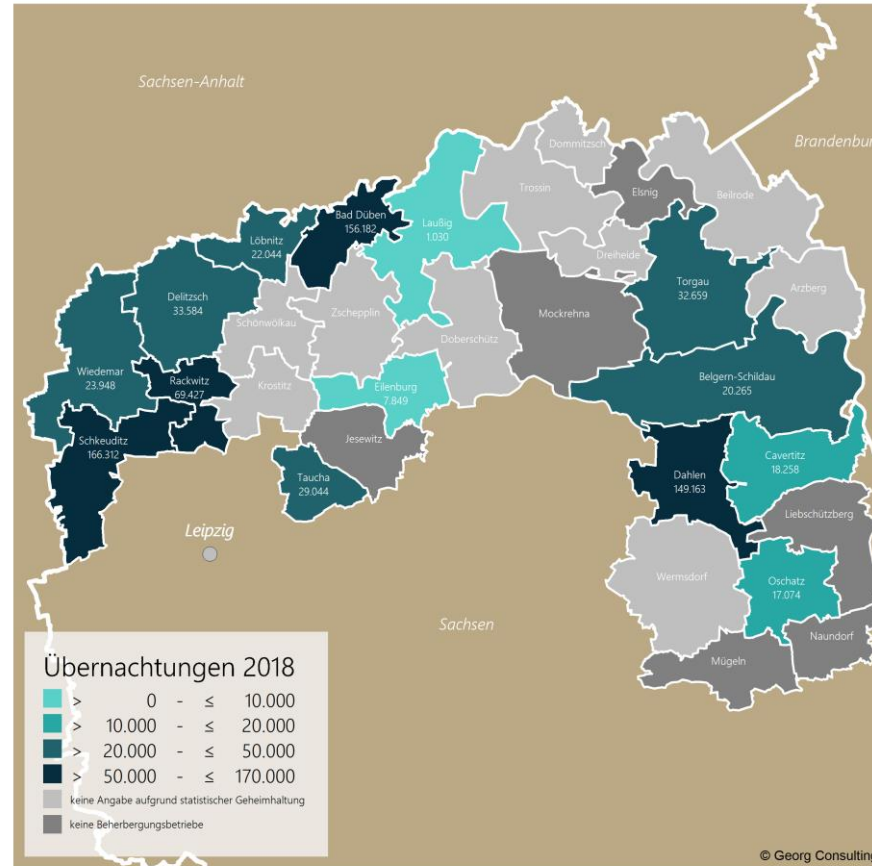 Sachsen-Anhalt
Brandenbur
Dommitzsch
Trossin
Elsnig
Beilrode
Bad Düben
156.182
Laußig
1.030
Löbnitz
22.044
Dreiheide
Torgau
32.659
Arzberg
Delitzsch
33.584
Schönwölkau
Zschepplin
Mockrehna
Doberschütz
Wiedemar
23.948
Rackwitz
69.427
Krostitz
Eilenburg
7.849
Belgern-Schildau
20.265
Schkeuditz
166.312
Jesewitz
Taucha
29.044
Dahlen
149.163
Cavertitz
18.258
Liebschützberg
Leipzig
Wermsdorf
Oschatz
17.074
Sachsen
Naundorf
Mügeln
Übernachtungen 2018
> 0 - ≤ 10.000
> 10.000 - ≤ 20.000
> 20.000 - ≤ 50.000
> 50.000 - ≤ 170.000
keine Angabe aufgrund statistischer Geheimhaltung
keine Beherbergungsbetriebe
© Georg Consulting